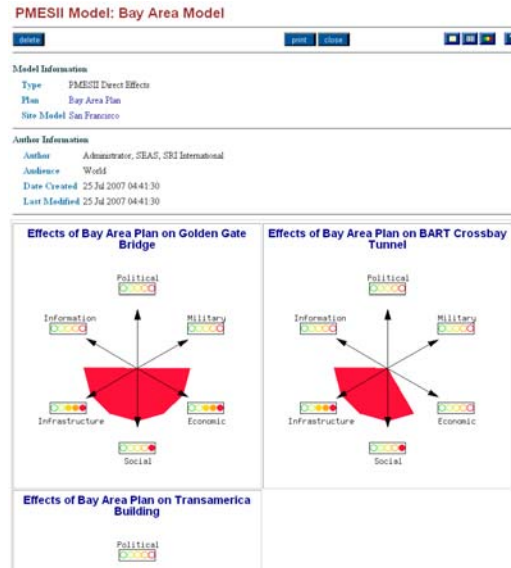 PMESII Model: Bay Area Model
delete print close
Model Information
Type PMESII Direct Effects
Plan Bay Area Plan
Site Model San Francisco
Author Information
Author Administrator, SEAS, SRI International
Audience World
Date Created 25 Jul 2007 04:41:30
Last Modified 25 Jul 2007 04:41:30
Effects of Bay Area Plan on Golden Gate
Bridge
Political
Information Military
Infrastructure Economic
Social
Effects of Bay Area Plan on BART Crossbay
Tunnel
Political
Information Military
Infrastructure Economic
Social
Effects of Bay Area Plan on Transamerica
Building
Political